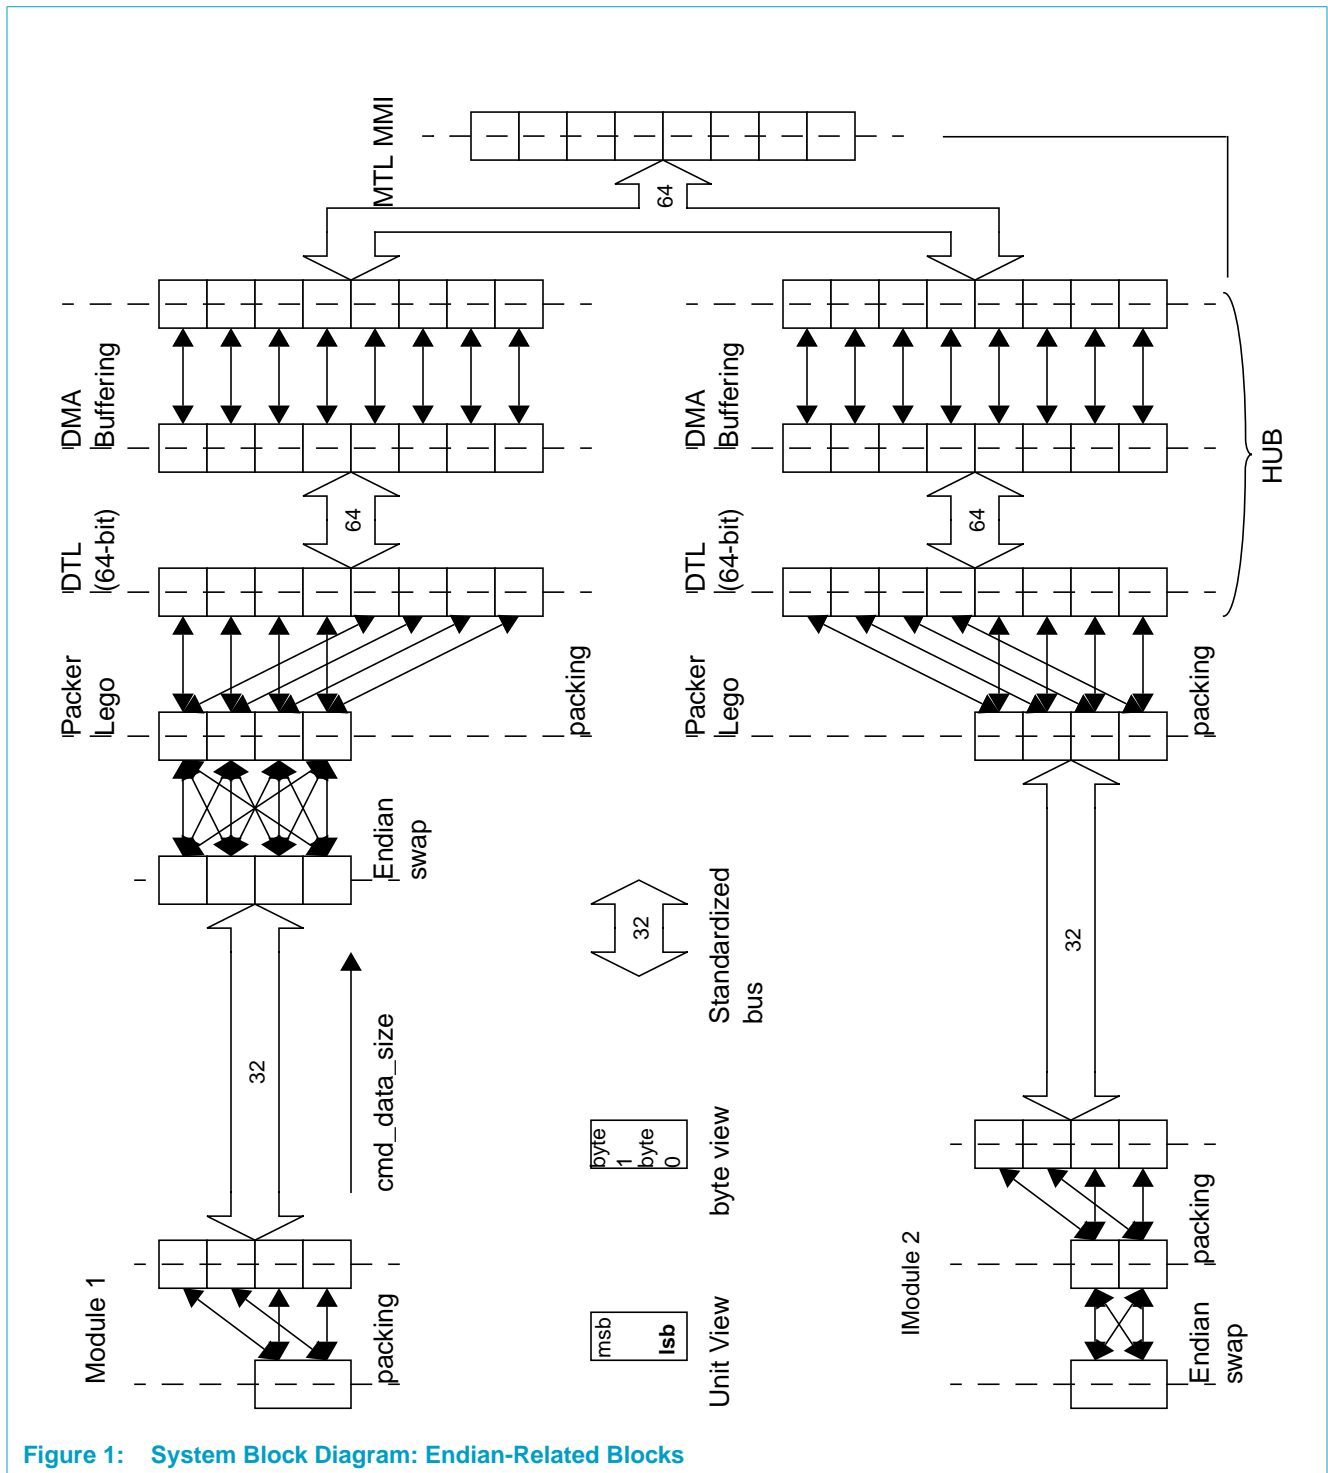 MTL MMI
64
DMA
Buffering
DMA
Buffering
HUB
64
64
DTL
(64-bit)
DTL
(64-bit)
Packer
Lego
packing
Packer
Lego
packing
Endian
swap
32
cmd_data_size
32
Standardized
bus
32
byte
1
byte
0
byte view
Module 1
packing
msb
lsb
Unit View
IModule 2
packing
Endian
swap
Figure 1: System Block Diagram: Endian-Related Blocks